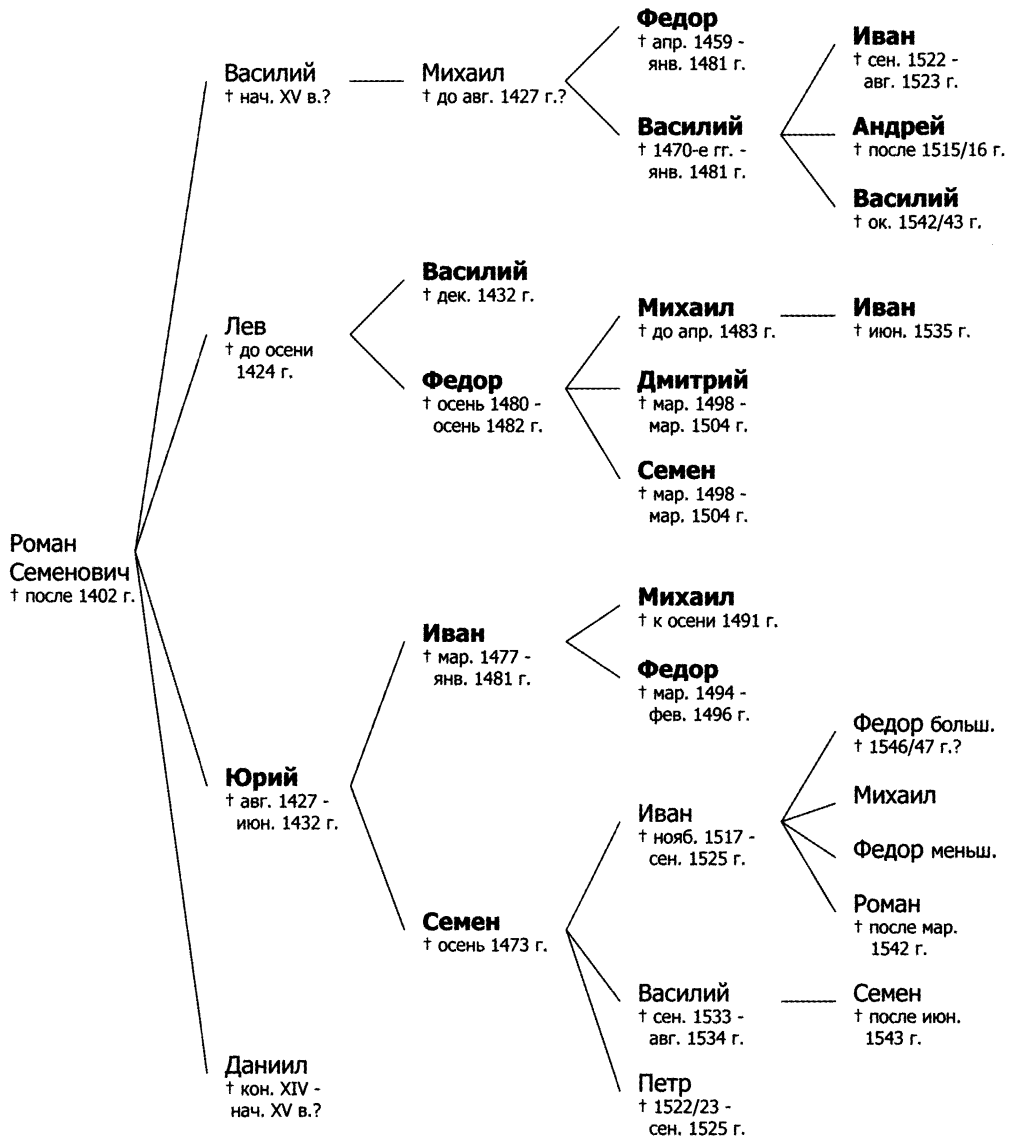 Роман
Семенович
† после 1402 г.
Василий
† нач. XV в.?
Михаил
† до авг. 1427 г.?
Федор
† апр. 1459 -
янв. 1481 г.
Василий
† 1470-е гг. -
янв. 1481 г.
Иван
† сен. 1522 -
авг. 1523 г.
Андрей
† после 1515/16 г.
Василий
† ок. 1542/43 г.
Лев
† до осени
1424 г.
Василий
† дек. 1432 г.
Федор
† осень 1480 -
осень 1482 г.
Михаил
† до апр. 1483 г.
Иван
† июн. 1535 г.
Дмитрий
† мар. 1498 -
мар. 1504 г.
Семен
† мар. 1498 -
мар. 1504 г.
Юрий
† авг. 1427 -
июн. 1432 г.
Иван
† мар. 1477 -
янв. 1481 г.
Михаил
† к осени 1491 г.
Федор
† мар. 1494 -
фев. 1496 г.
Семен
† осень 1473 г.
Иван
† нояб. 1517 -
сен. 1525 г.
Федор больш.
† 1546/47 г.?
Михаил
Федор меньш.
Роман
† после мар.
1542 г.
Василий
† сен. 1533 -
авг. 1534 г.
Семен
† после июн.
1543 г.
Петр
† 1522/23 -
сен. 1525 г.
Даниил
† кон. XIV -
нач. XV в.?